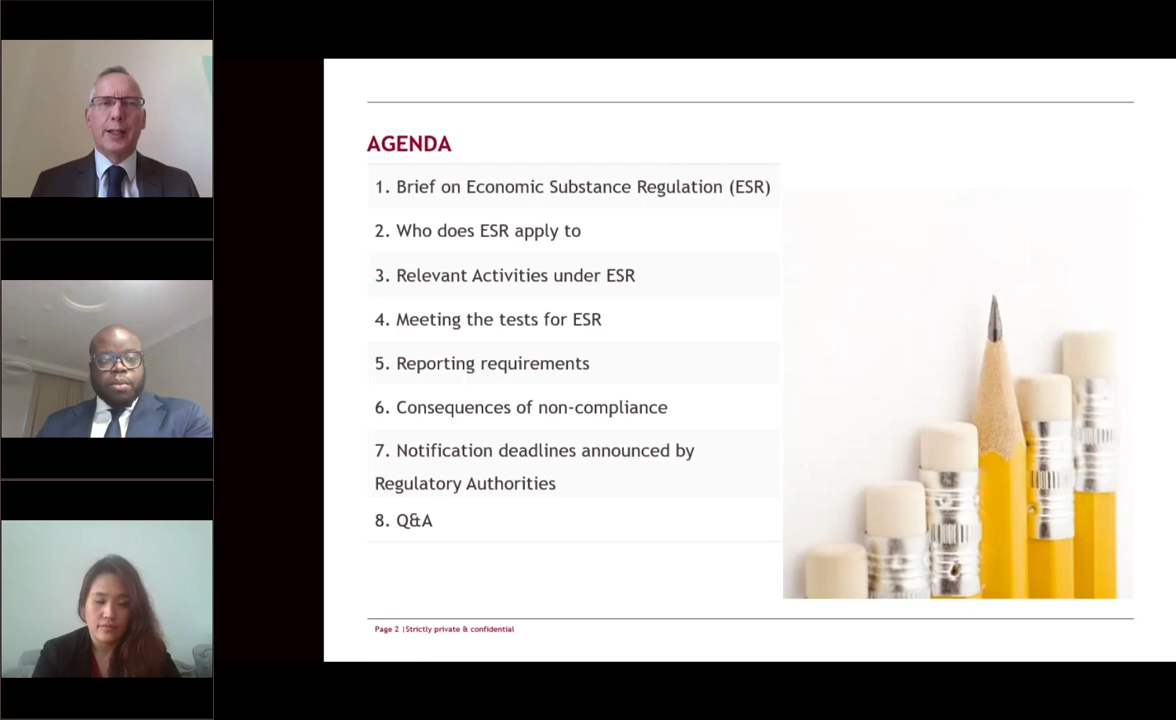 AGENDA
1. Brief on Economic Substance Regulation (ESR)
2. Who does ESR apply to
3. Relevant Activities under ESR
4. Meeting the tests for ESR
5. Reporting requirements
6. Consequences of non-compliance
7. Notification deadlines announced by
Regulatory Authorities
8. Q&A
Page 2 |Strictly private & confidential